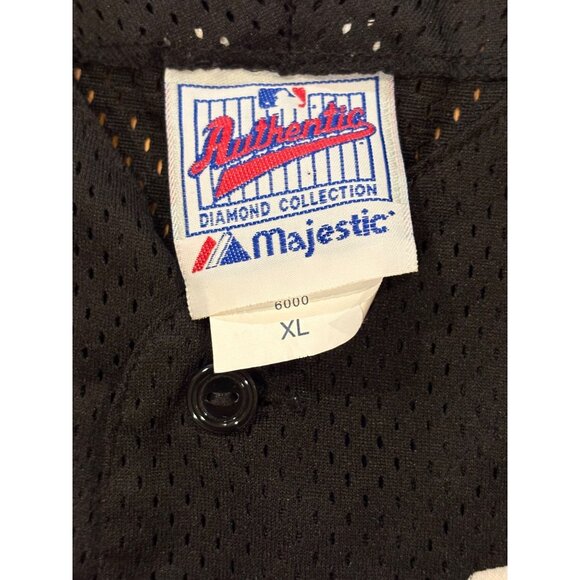 Authentic
DIAMOND COLLECTION
Majestic
6000
XL